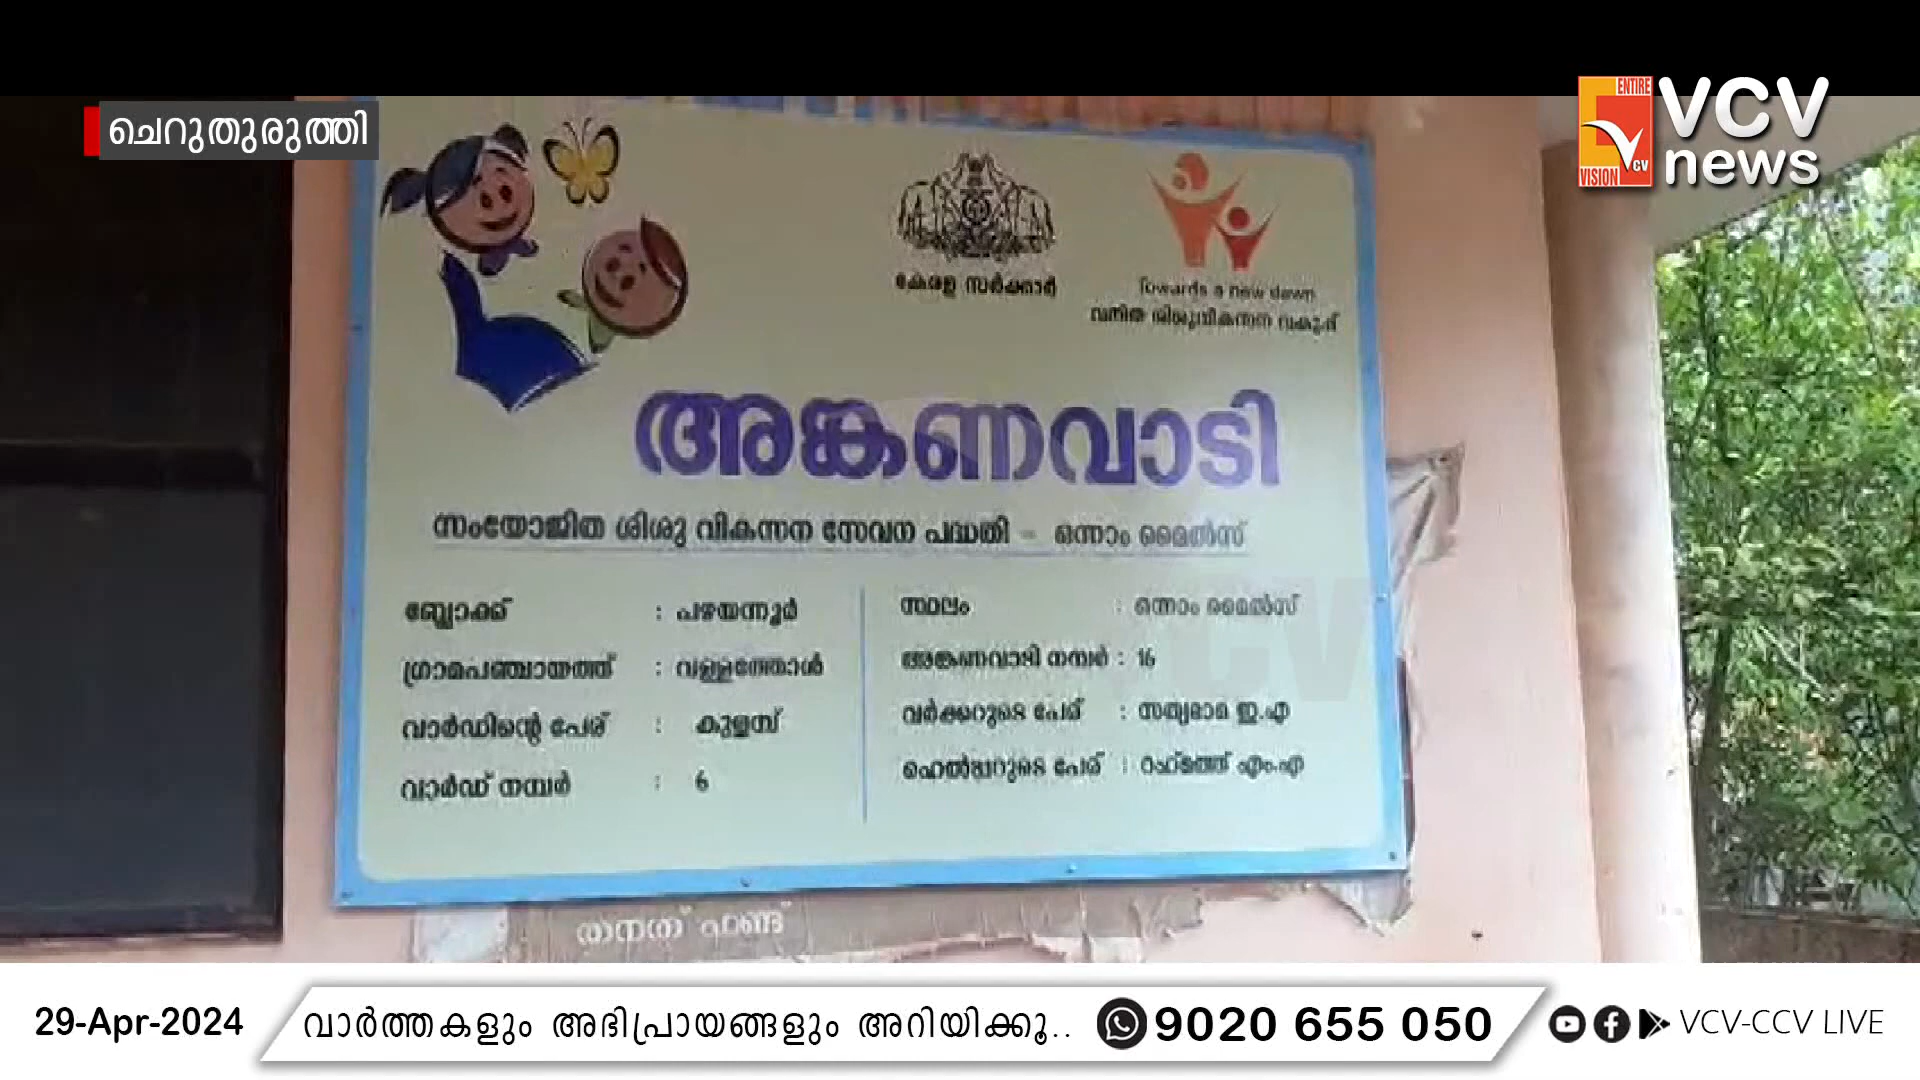 ചെറുതുരുത്തി
ENTIRE
VISION
CV
VCV
news
കേരള സർക്കാർ
Towards a new dawn
വനിത ശിശുവികസന വകുപ്പ്
അങ്കണവാടി
സംയോജിത ശിശു വികസന സേവന പദ്ധതി – ഒന്നാം മൈൽസ്
ബ്ലോക്ക് : പഴയന്നൂർ
ഗ്രാമപഞ്ചായത്ത് : വള്ളത്തോൾ
വാർഡിന്റെ പേര് : കുളമ്പ്
വാർഡ് നമ്പർ : 6
സ്ഥലം : ഒന്നാം മൈൽസ്
അങ്കണവാടി നമ്പർ : 16
വർക്കറുടെ പേര് : സത്യഭാമ ഇ.എ
ഹെൽപ്പറുടെ പേര് : റഹ്മത്ത് എം.എ
തനത് ഫണ്ട്
29-Apr-2024
വാർത്തകളും അഭിപ്രായങ്ങളും അറിയിക്കൂ.. 9020 655 050
VCV-CCV LIVE